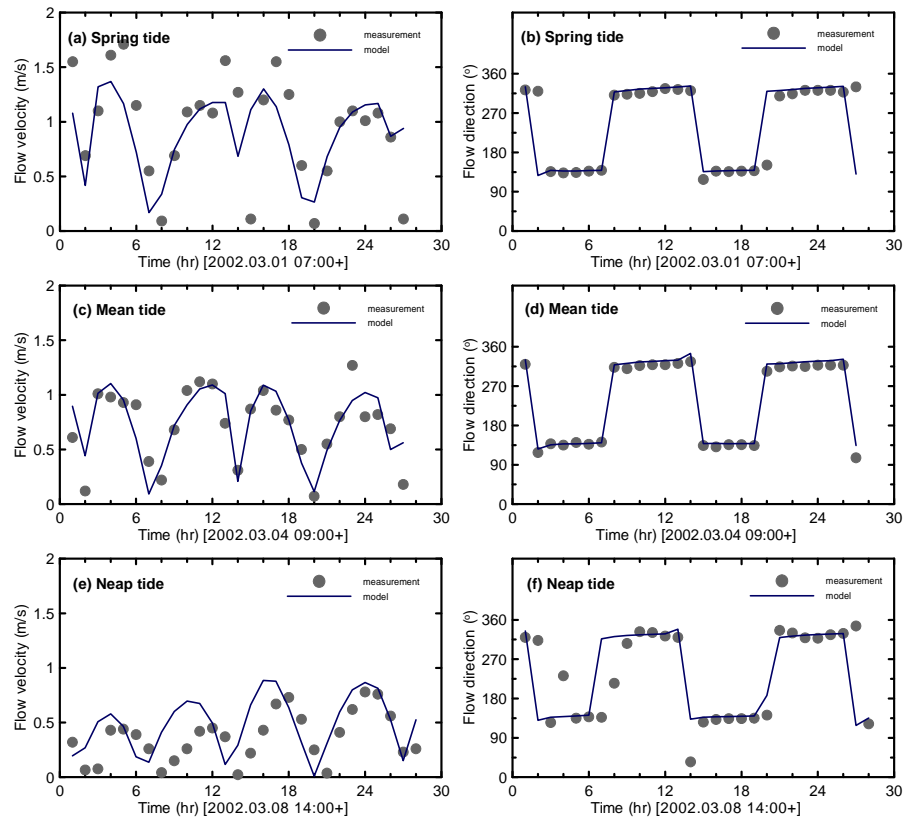 (a) Spring tide
measurement
model
Flow velocity (m/s)
2
1.5
1
0.5
0
0 6 12 18 24 30
Time (hr) [2002.03.01 07:00+]
(b) Spring tide
measurement
model
Flow direction (°)
360
270
180
90
0
0 6 12 18 24 30
Time (hr) [2002.03.01 07:00+]
(c) Mean tide
measurement
model
Flow velocity (m/s)
2
1.5
1
0.5
0
0 6 12 18 24 30
Time (hr) [2002.03.04 09:00+]
(d) Mean tide
measurement
model
Flow direction (°)
360
270
180
90
0
0 6 12 18 24 30
Time (hr) [2002.03.04 09:00+]
(e) Neap tide
measurement
model
Flow velocity (m/s)
2
1.5
1
0.5
0
0 6 12 18 24 30
Time (hr) [2002.03.08 14:00+]
(f) Neap tide
measurement
model
Flow direction (°)
360
270
180
90
0
0 6 12 18 24 30
Time (hr) [2002.03.08 14:00+]